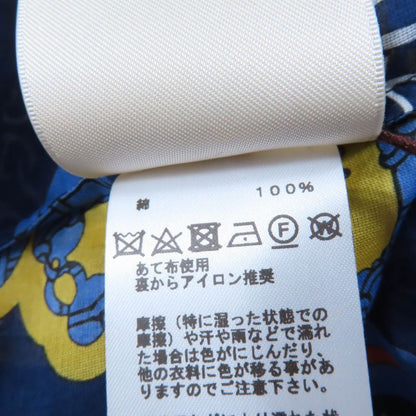 綿 100%
あて布使用
裏からアイロン推奨
摩擦（特に湿った状態での
摩擦）や汗や雨などで濡れ
た場合は色がにじんだり、
他の衣料に色が移る事があ
りますのでご注意ください